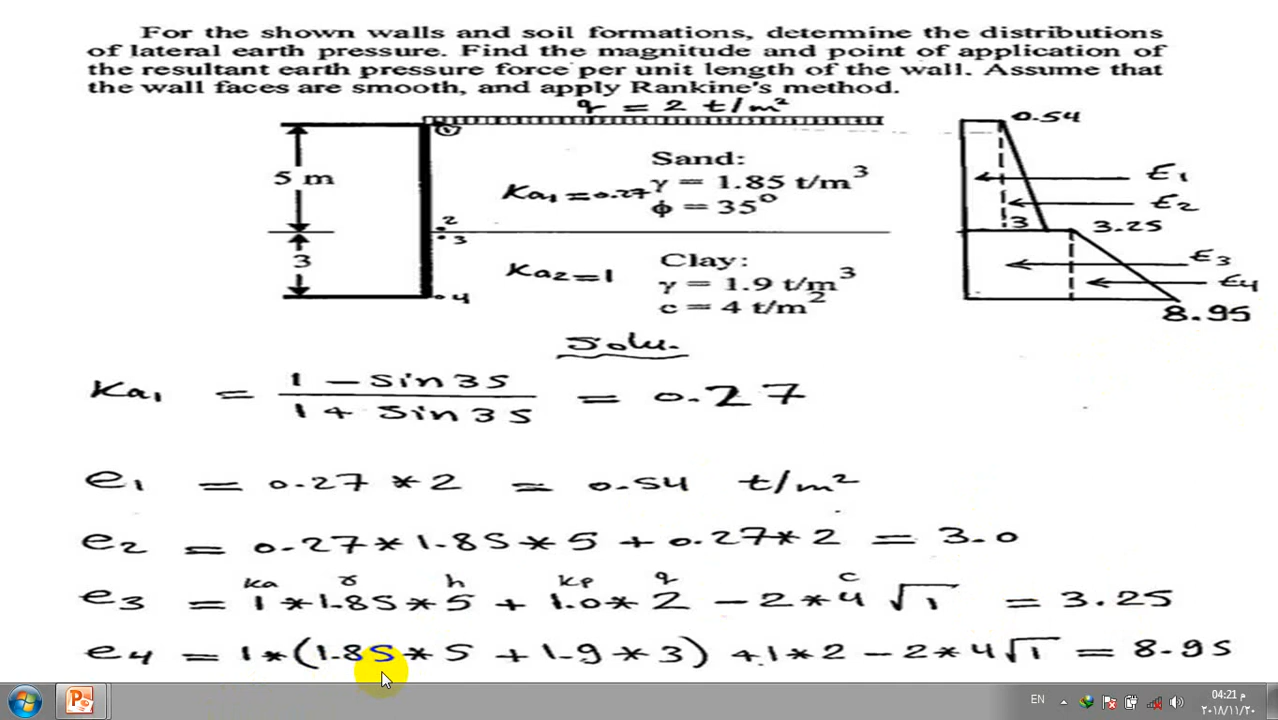 For the shown walls and soil formations, determine the distributions
of lateral earth pressure. Find the magnitude and point of application of
the resultant earth pressure force per unit length of the wall. Assume that
the wall faces are smooth, and apply Rankine's method.
q = 2 t/m²
1
0.54
5 m
Sand:
Ka₁ = 0.27
γ = 1.85 t/m³
ϕ = 35°
E₁
E₂
2
3
3
3.25
3
Ka₂ = 1
Clay:
γ = 1.9 t/m³
c = 4 t/m²
E₃
E₄
4
8.95
Solu.
Ka₁ = (1 - sin 35) / (1 + sin 35) = 0.27
e₁ = 0.27 * 2 = 0.54 t/m²
e₂ = 0.27 * 1.85 * 5 + 0.27 * 2 = 3.0
ka γ h kp q c
e₃ = 1 * 1.85 * 5 + 1.0 * 2 - 2 * 4 √1 = 3.25
e₄ = 1 * (1.85 * 5 + 1.9 * 3) + 1 * 2 - 2 * 4 √1 = 8.95
EN
04:21 م
٢٠١٨/١١/٢٠